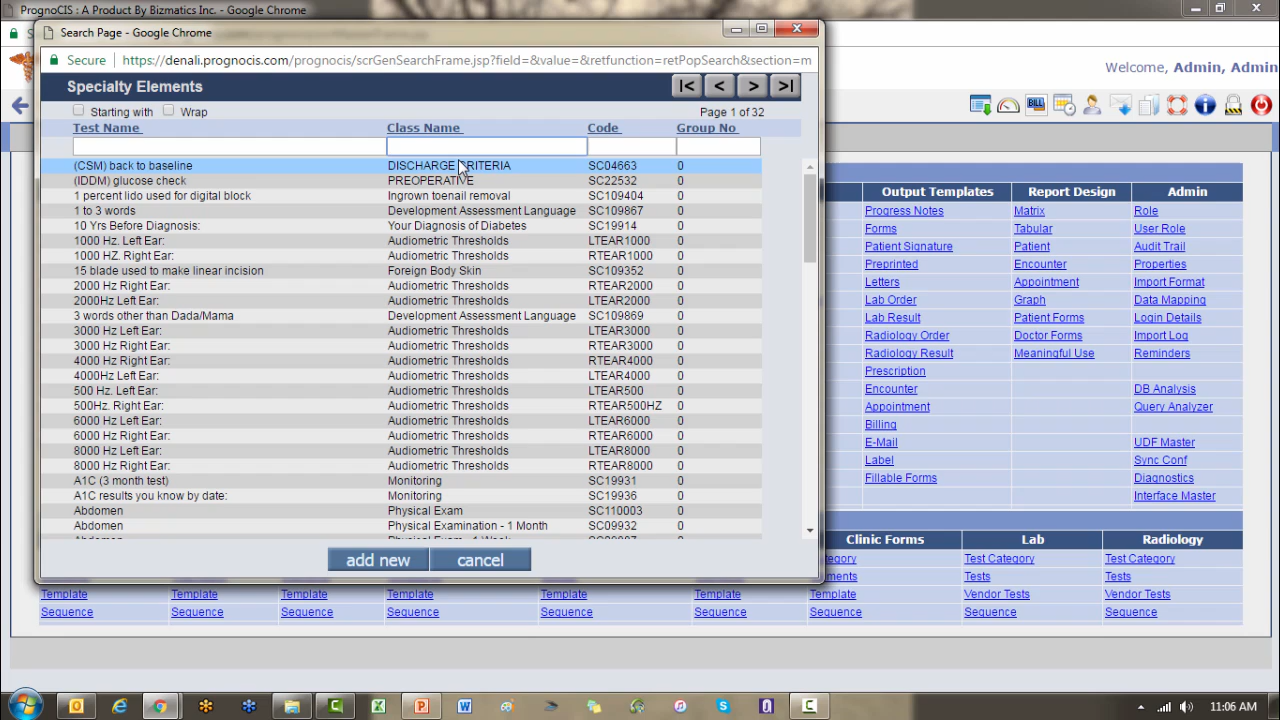 PrognoCIS : A Product By Bizmatics Inc. - Google Chrome
Search Page - Google Chrome
Secure https://denali.prognocis.com/prognocis/scrGenSearchFrame.jsp?field=&value=&retfunction=retPopSearch&section=m
Welcome, Admin, Admin
Specialty Elements
|< < > >|
Starting with Wrap Page 1 of 32
Test Name Class Name Code Group No
(CSM) back to baseline DISCHARGE CRITERIA SC04663 0
(IDDM) glucose check PREOPERATIVE SC22532 0
1 percent lido used for digital block Ingrown toenail removal SC109404 0
1 to 3 words Development Assessment Language SC109867 0
10 Yrs Before Diagnosis: Your Diagnosis of Diabetes SC19914 0
1000 Hz. Left Ear: Audiometric Thresholds LTEAR1000 0
1000 HZ. Right Ear: Audiometric Thresholds RTEAR1000 0
15 blade used to make linear incision Foreign Body Skin SC109352 0
2000 Hz Right Ear: Audiometric Thresholds RTEAR2000 0
2000Hz Left Ear: Audiometric Thresholds LTEAR2000 0
3 words other than Dada/Mama Development Assessment Language SC109869 0
3000 Hz Left Ear: Audiometric Thresholds LTEAR3000 0
3000 Hz Right Ear: Audiometric Thresholds RTEAR3000 0
4000 Hz Right Ear: Audiometric Thresholds RTEAR4000 0
4000Hz Left Ear: Audiometric Thresholds LTEAR4000 0
500 Hz. Left Ear: Audiometric Thresholds LTEAR500 0
500Hz. Right Ear: Audiometric Thresholds RTEAR500HZ 0
6000 Hz Left Ear: Audiometric Thresholds LTEAR6000 0
6000 Hz Right Ear: Audiometric Thresholds RTEAR6000 0
8000 Hz Left Ear: Audiometric Thresholds LTEAR8000 0
8000 Hz Right Ear: Audiometric Thresholds RTEAR8000 0
A1C (3 month test) Monitoring SC19931 0
A1C results you know by date: Monitoring SC19936 0
Abdomen Physical Exam SC110003 0
Abdomen Physical Examination - 1 Month SC09932 0
add new cancel
BILL
Output Templates Report Design Admin
Progress Notes Matrix Role
Forms Tabular User Role
Patient Signature Patient Audit Trail
Preprinted Encounter Properties
Letters Appointment Import Format
Lab Order Graph Data Mapping
Lab Result Patient Forms Login Details
Radiology Order Doctor Forms Import Log
Radiology Result Meaningful Use Reminders
Prescription
Encounter DB Analysis
Appointment Query Analyzer
Billing
E-Mail UDF Master
Label Sync Conf
Fillable Forms Diagnostics
Interface Master
Clinic Forms Lab Radiology
Test Category Test Category
Tests Tests
Template Template Template Template Template Template Template Vendor Tests Vendor Tests
Sequence Sequence Sequence Sequence Sequence Sequence Sequence Sequence Sequence
11:06 AM